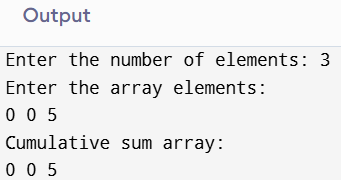 Output
Enter the number of elements: 3
Enter the array elements:
0 0 5
Cumulative sum array:
0 0 5